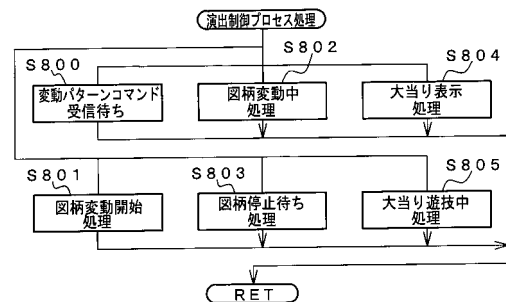 演出制御プロセス処理
S800
変動パターンコマンド
受信待ち
S802
図柄変動中
処理
S804
大当り表示
処理
S801
図柄変動開始
処理
S803
図柄停止待ち
処理
S805
大当り遊技中
処理
RET